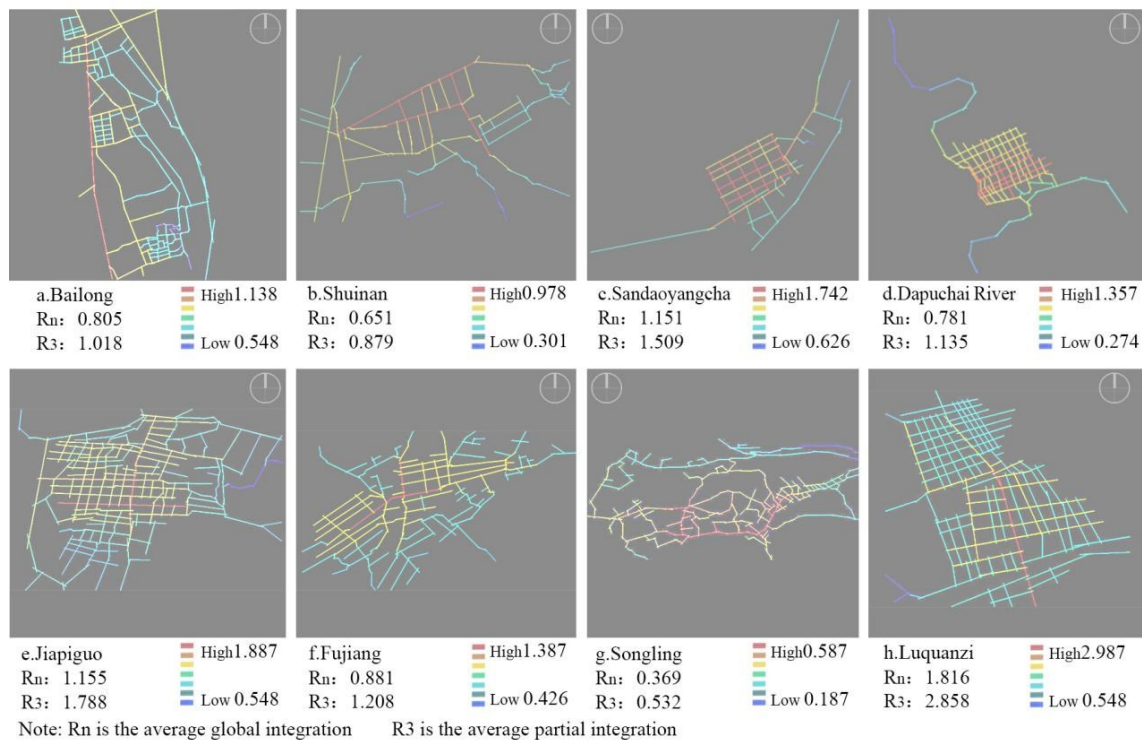 a.Bailong High1.138
Rn： 0.805
R3： 1.018 Low 0.548
b.Shuinan High0.978
Rn： 0.651
R3： 0.879 Low 0.301
c.Sandaoyangcha High1.742
Rn： 1.151
R3： 1.509 Low 0.626
d.Dapuchai River High1.357
Rn： 0.781
R3： 1.135 Low 0.274
e.Jiapiguo High1.887
Rn： 1.155
R3： 1.788 Low 0.548
f.Fujiang High1.387
Rn： 0.881
R3： 1.208 Low 0.426
g.Songling High0.587
Rn： 0.369
R3： 0.532 Low 0.187
h.Luquanzi High2.987
Rn： 1.816
R3： 2.858 Low 0.548
Note: Rn is the average global integration R3 is the average partial integration